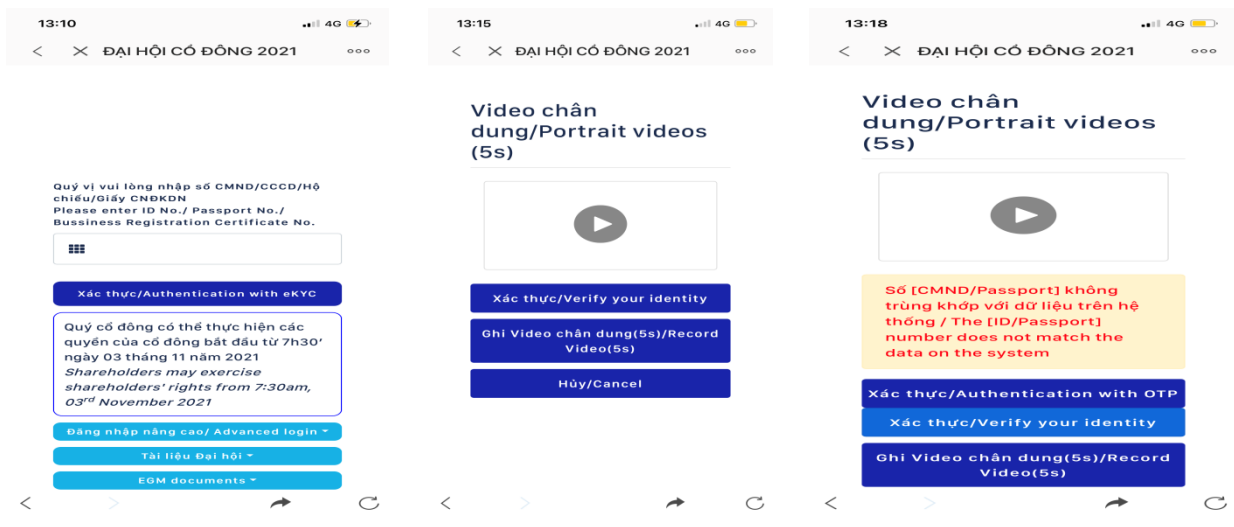 13:10
4G
ĐẠI HỘI CỔ ĐÔNG 2021
Quý vị vui lòng nhập số CMND/CCCD/Hộ
chiếu/Giấy CNĐKDN
Please enter ID No./ Passport No./
Bussiness Registration Certificate No.
Xác thực/Authentication with eKYC
Quý cổ đông có thể thực hiện các
quyền của cổ đông bắt đầu từ 7h30’
ngày 03 tháng 11 năm 2021
Shareholders may exercise
shareholders' rights from 7:30am,
03rd November 2021
Đăng nhập nâng cao/ Advanced login
Tài liệu Đại hội
EGM documents
13:15
4G
ĐẠI HỘI CỔ ĐÔNG 2021
Video chân
dung/Portrait videos
(5s)
Xác thực/Verify your identity
Ghi Video chân dung(5s)/Record
Video(5s)
Hủy/Cancel
13:18
4G
ĐẠI HỘI CỔ ĐÔNG 2021
Video chân
dung/Portrait videos
(5s)
Số [CMND/Passport] không
trùng khớp với dữ liệu trên hệ
thống / The [ID/Passport]
number does not match the
data on the system
Xác thực/Authentication with OTP
Xác thực/Verify your identity
Ghi Video chân dung(5s)/Record
Video(5s)